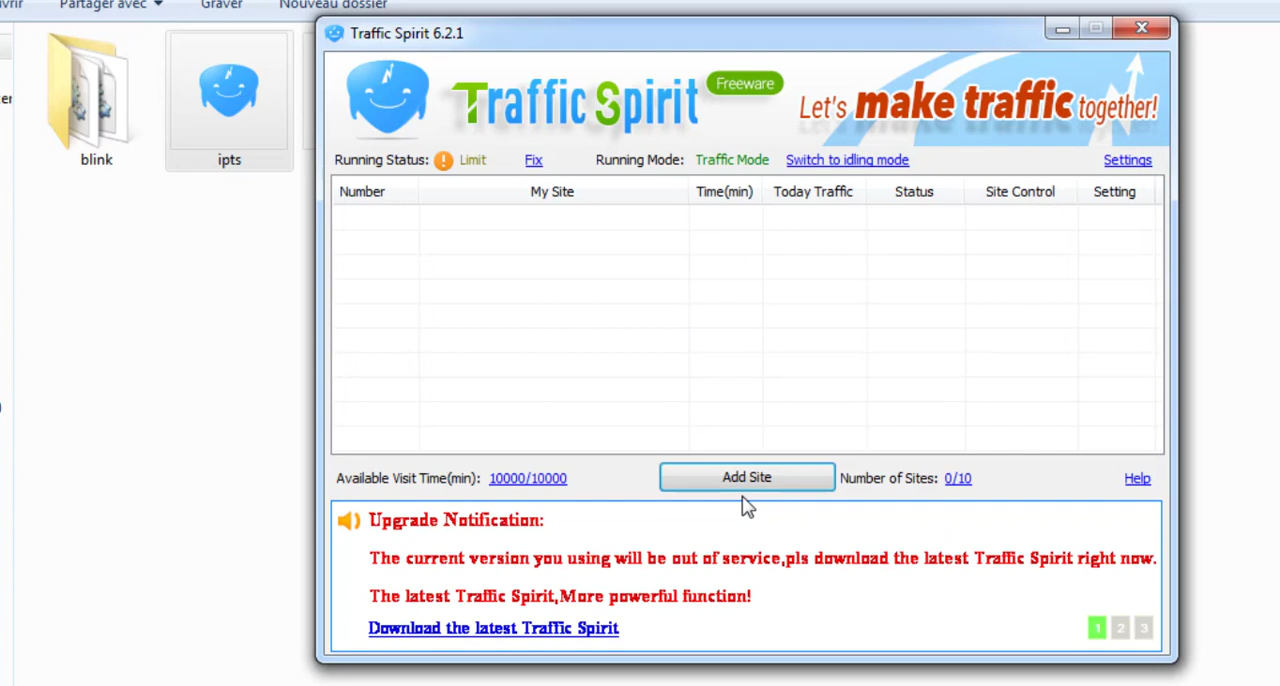 Partager avec
Graver
Nouveau dossier
blink
ipts
Traffic Spirit 6.2.1
Traffic Spirit
Freeware
Let's make traffic together!
Running Status: Limit Fix Running Mode: Traffic Mode Switch to idling mode Settings
Number My Site Time(min) Today Traffic Status Site Control Setting
Available Visit Time(min): 10000/10000 Add Site Number of Sites: 0/10 Help
Upgrade Notification:
The current version you using will be out of service,pls download the latest Traffic Spirit right now.
The latest Traffic Spirit,More powerful function!
Download the latest Traffic Spirit
1 2 3